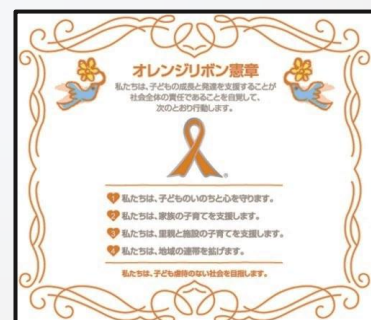 オレンジリボン憲章
私たちは、子どもの成長と発達を支援することが
社会全体の責任であることを自覚して、
次のとおり行動します。
®
1 私たちは、子どものいのちと心を守ります。
2 私たちは、家族の子育てを支援します。
3 私たちは、里親と施設の子育てを支援します。
4 私たちは、地域の連帯を拡げます。
私たちは、子ども虐待のない社会を目指します。